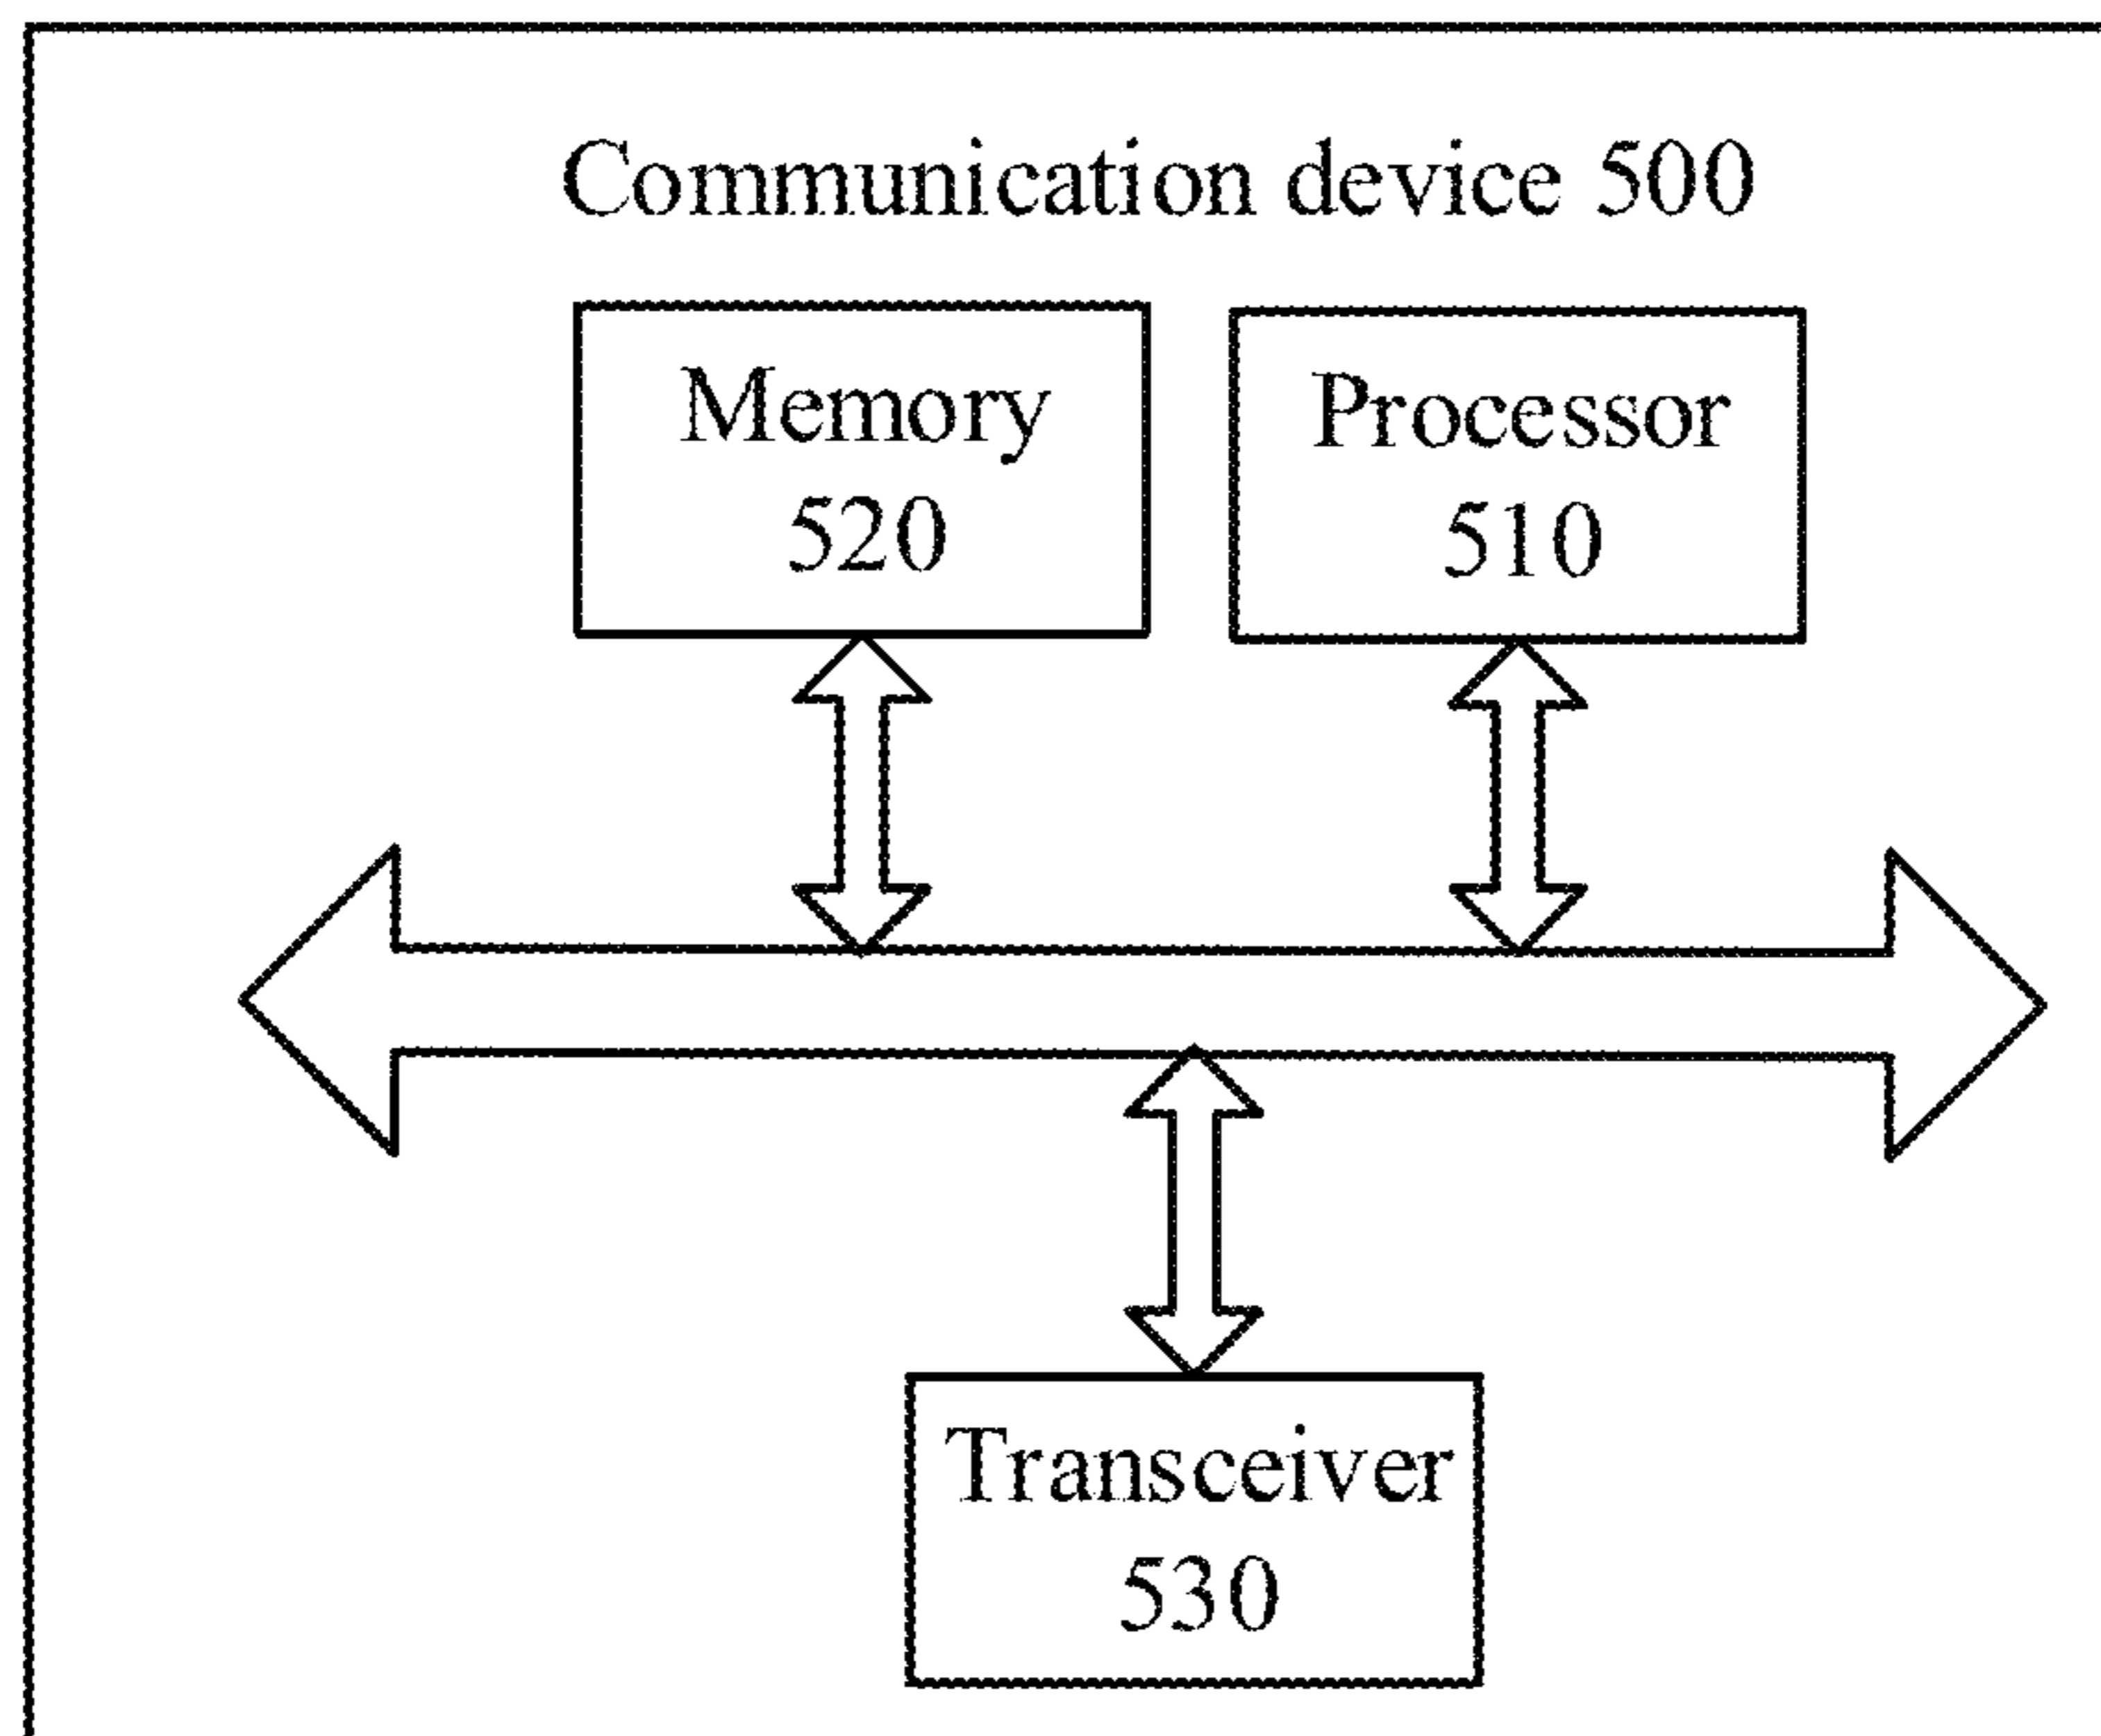 Communication device 500
Memory
520
Processor
510
Transceiver
530